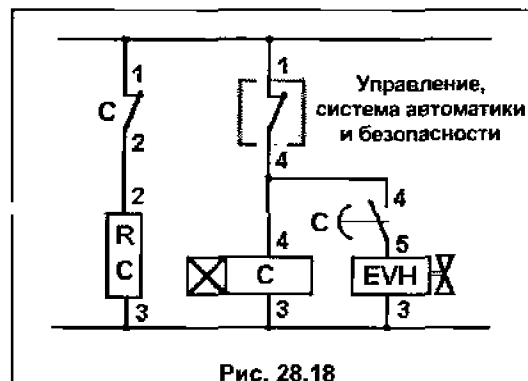 1
C
2
2
R
C
3
1
Управление,
система автоматики
и безопасности
4
4
C
3
C
4
5
EVH
3
Рис. 28.18